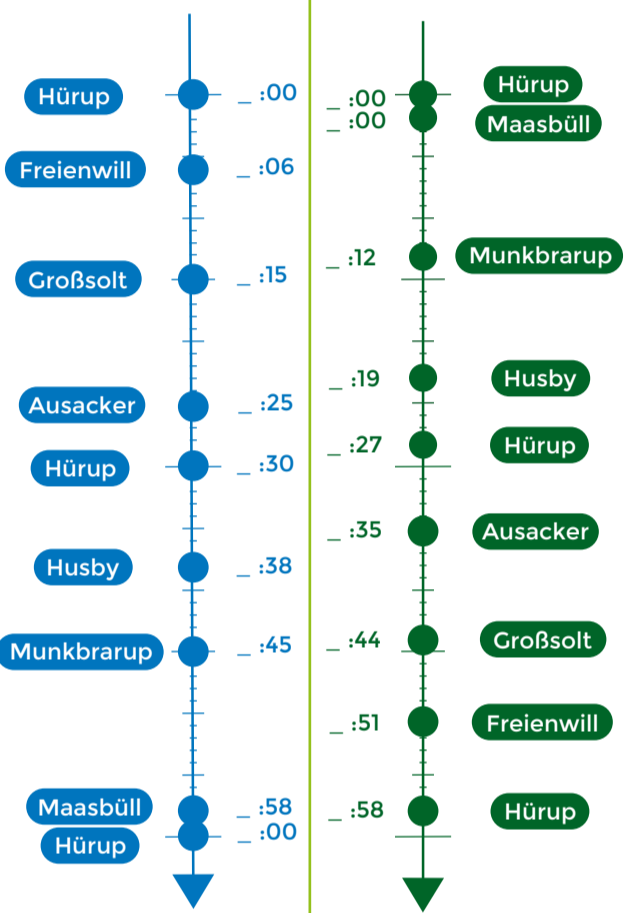 Hürup _ :00
Freienwill _ :06
Großsolt _ :15
Ausacker _ :25
Hürup _ :30
Husby _ :38
Munkbrarup _ :45
Maasbüll _ :58
Hürup _ :00
_ :00 Hürup
_ :00 Maasbüll
_ :12 Munkbrarup
_ :19 Husby
_ :27 Hürup
_ :35 Ausacker
_ :44 Großsolt
_ :51 Freienwill
_ :58 Hürup